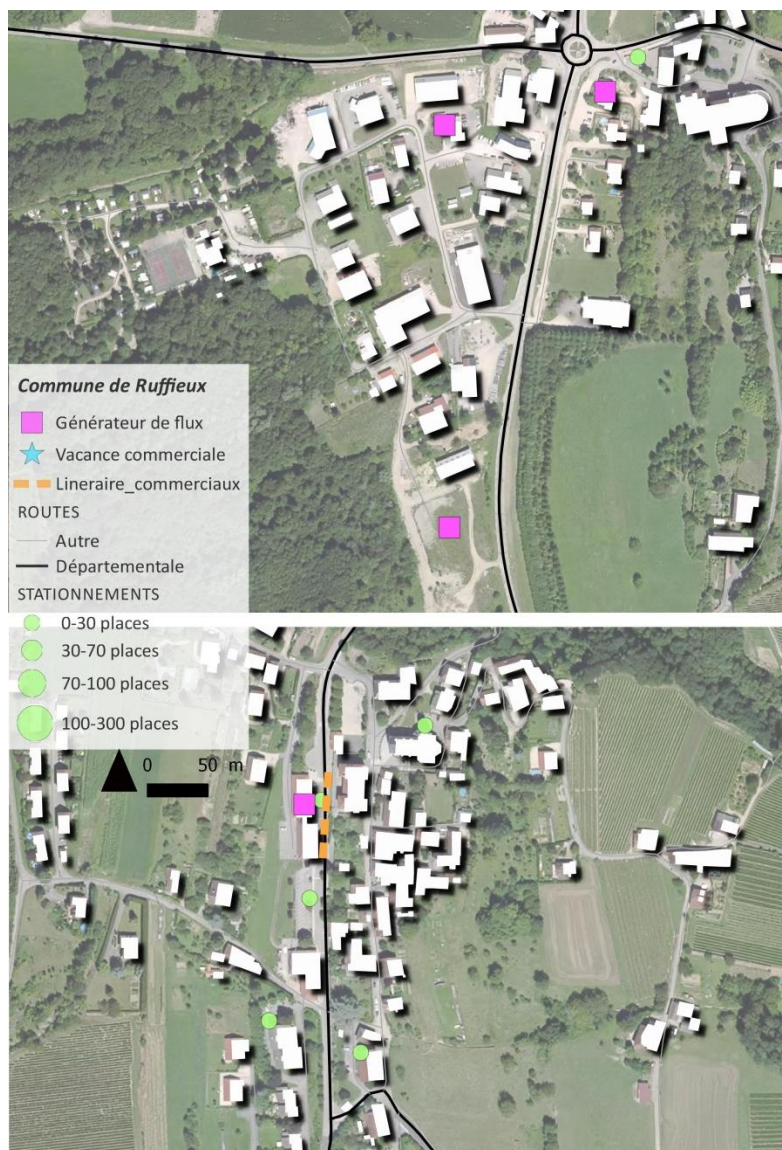 Commune de Ruffieux
Générateur de flux
Vacance commerciale
Lineraire_commerciaux
ROUTES
Autre
Départementale
STATIONNEMENTS
0-30 places
30-70 places
70-100 places
100-300 places
0 50 m